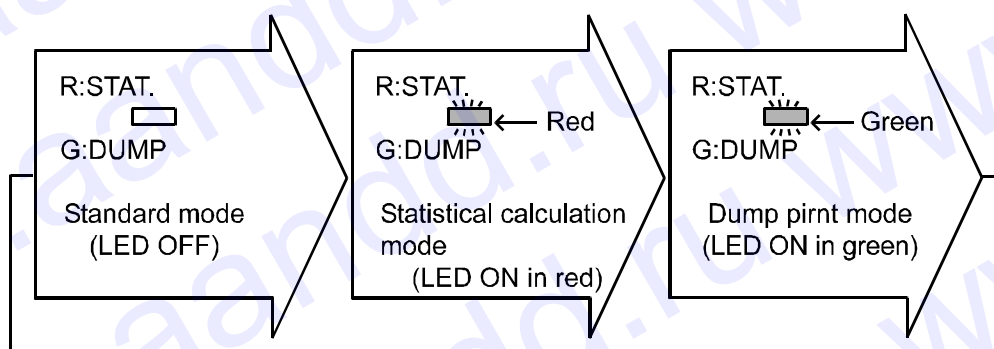 R:STAT.
G:DUMP
Standard mode
(LED OFF)
R:STAT.
Red
G:DUMP
Statistical calculation
mode
(LED ON in red)
R:STAT.
Green
G:DUMP
Dump pirnt mode
(LED ON in green)